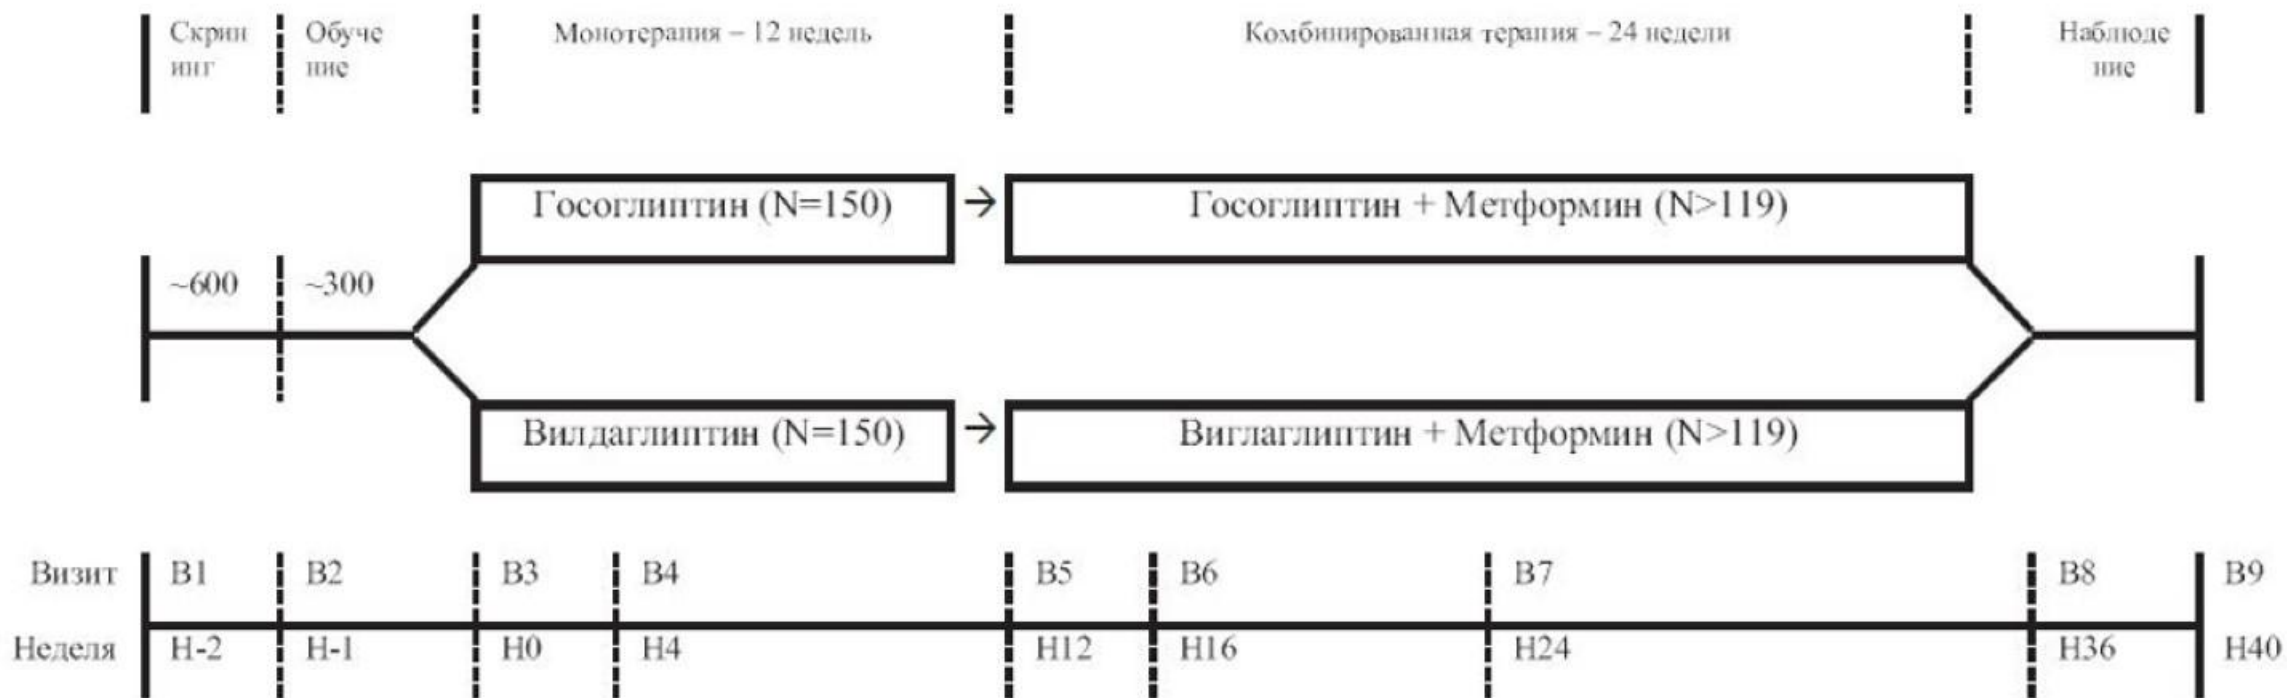 Скрин Обуче Монотерапия – 12 недель Комбинированная терапия – 24 недели Наблюде
инг ние ние
Госоглиптин (N=150) → Госоглиптин + Метформин (N>119)
~600 ~300
Вилдаглиптин (N=150) → Виглаглиптин + Метформин (N>119)
Визит В1 В2 В3 В4 В5 В6 В7 В8 В9
Неделя Н-2 Н-1 Н0 Н4 Н12 Н16 Н24 Н36 Н40